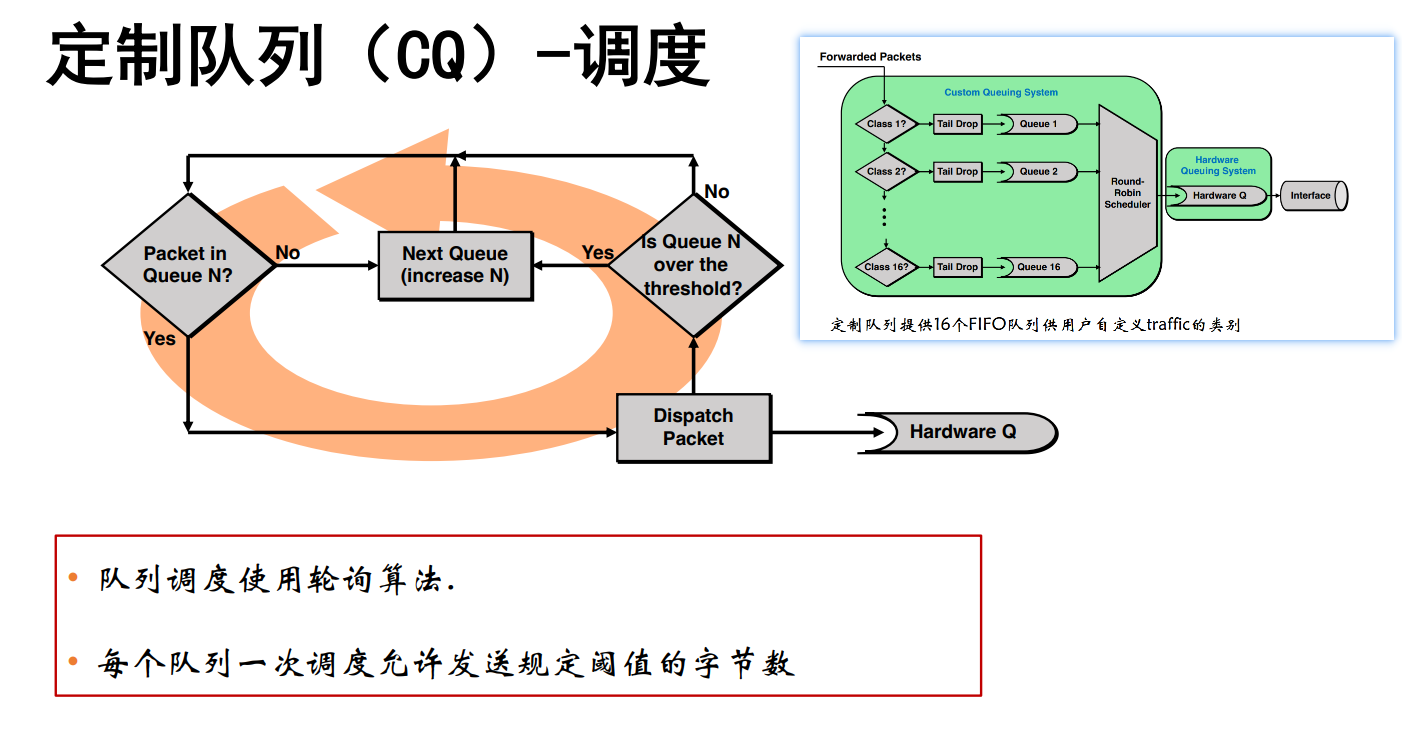 定制队列（CQ）-调度
Packet in
Queue N?
No
Yes
Next Queue
(increase N)
Yes
No
Is Queue N
over the
threshold?
Dispatch
Packet
Hardware Q
Forwarded Packets
Custom Queuing System
Class 1?
Tail Drop
Queue 1
Class 2?
Tail Drop
Queue 2
Class 16?
Tail Drop
Queue 16
Round-
Robin
Scheduler
Hardware
Queuing System
Hardware Q
Interface
定制队列提供16个FIFO队列供用户自定义traffic的类别
• 队列调度使用轮询算法.
• 每个队列一次调度允许发送规定阈值的字节数